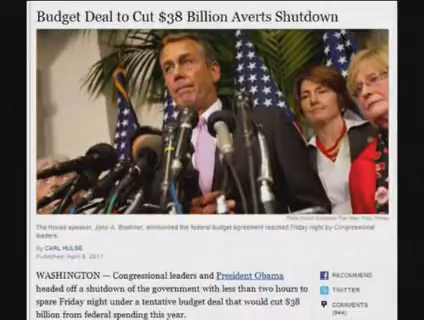 Budget Deal to Cut $38 Billion Averts Shutdown
The House speaker, John A. Boehner, announced the federal budget agreement reached Friday night by Congressional
leaders.
By CARL HULSE
Published: April 8, 2011
WASHINGTON — Congressional leaders and President Obama
headed off a shutdown of the government with less than two hours to
spare Friday night under a tentative budget deal that would cut $38
billion from federal spending this year.
RECOMMEND
TWITTER
COMMENTS
(944)